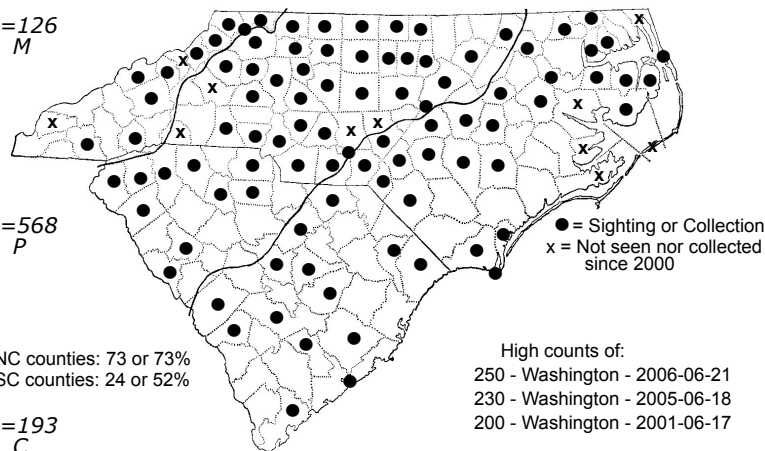 =126
M
=568
P
● = Sighting or Collection
x = Not seen nor collected
since 2000
NC counties: 73 or 73%
SC counties: 24 or 52%
High counts of:
250 - Washington - 2006-06-21
230 - Washington - 2005-06-18
200 - Washington - 2001-06-17
=193
C